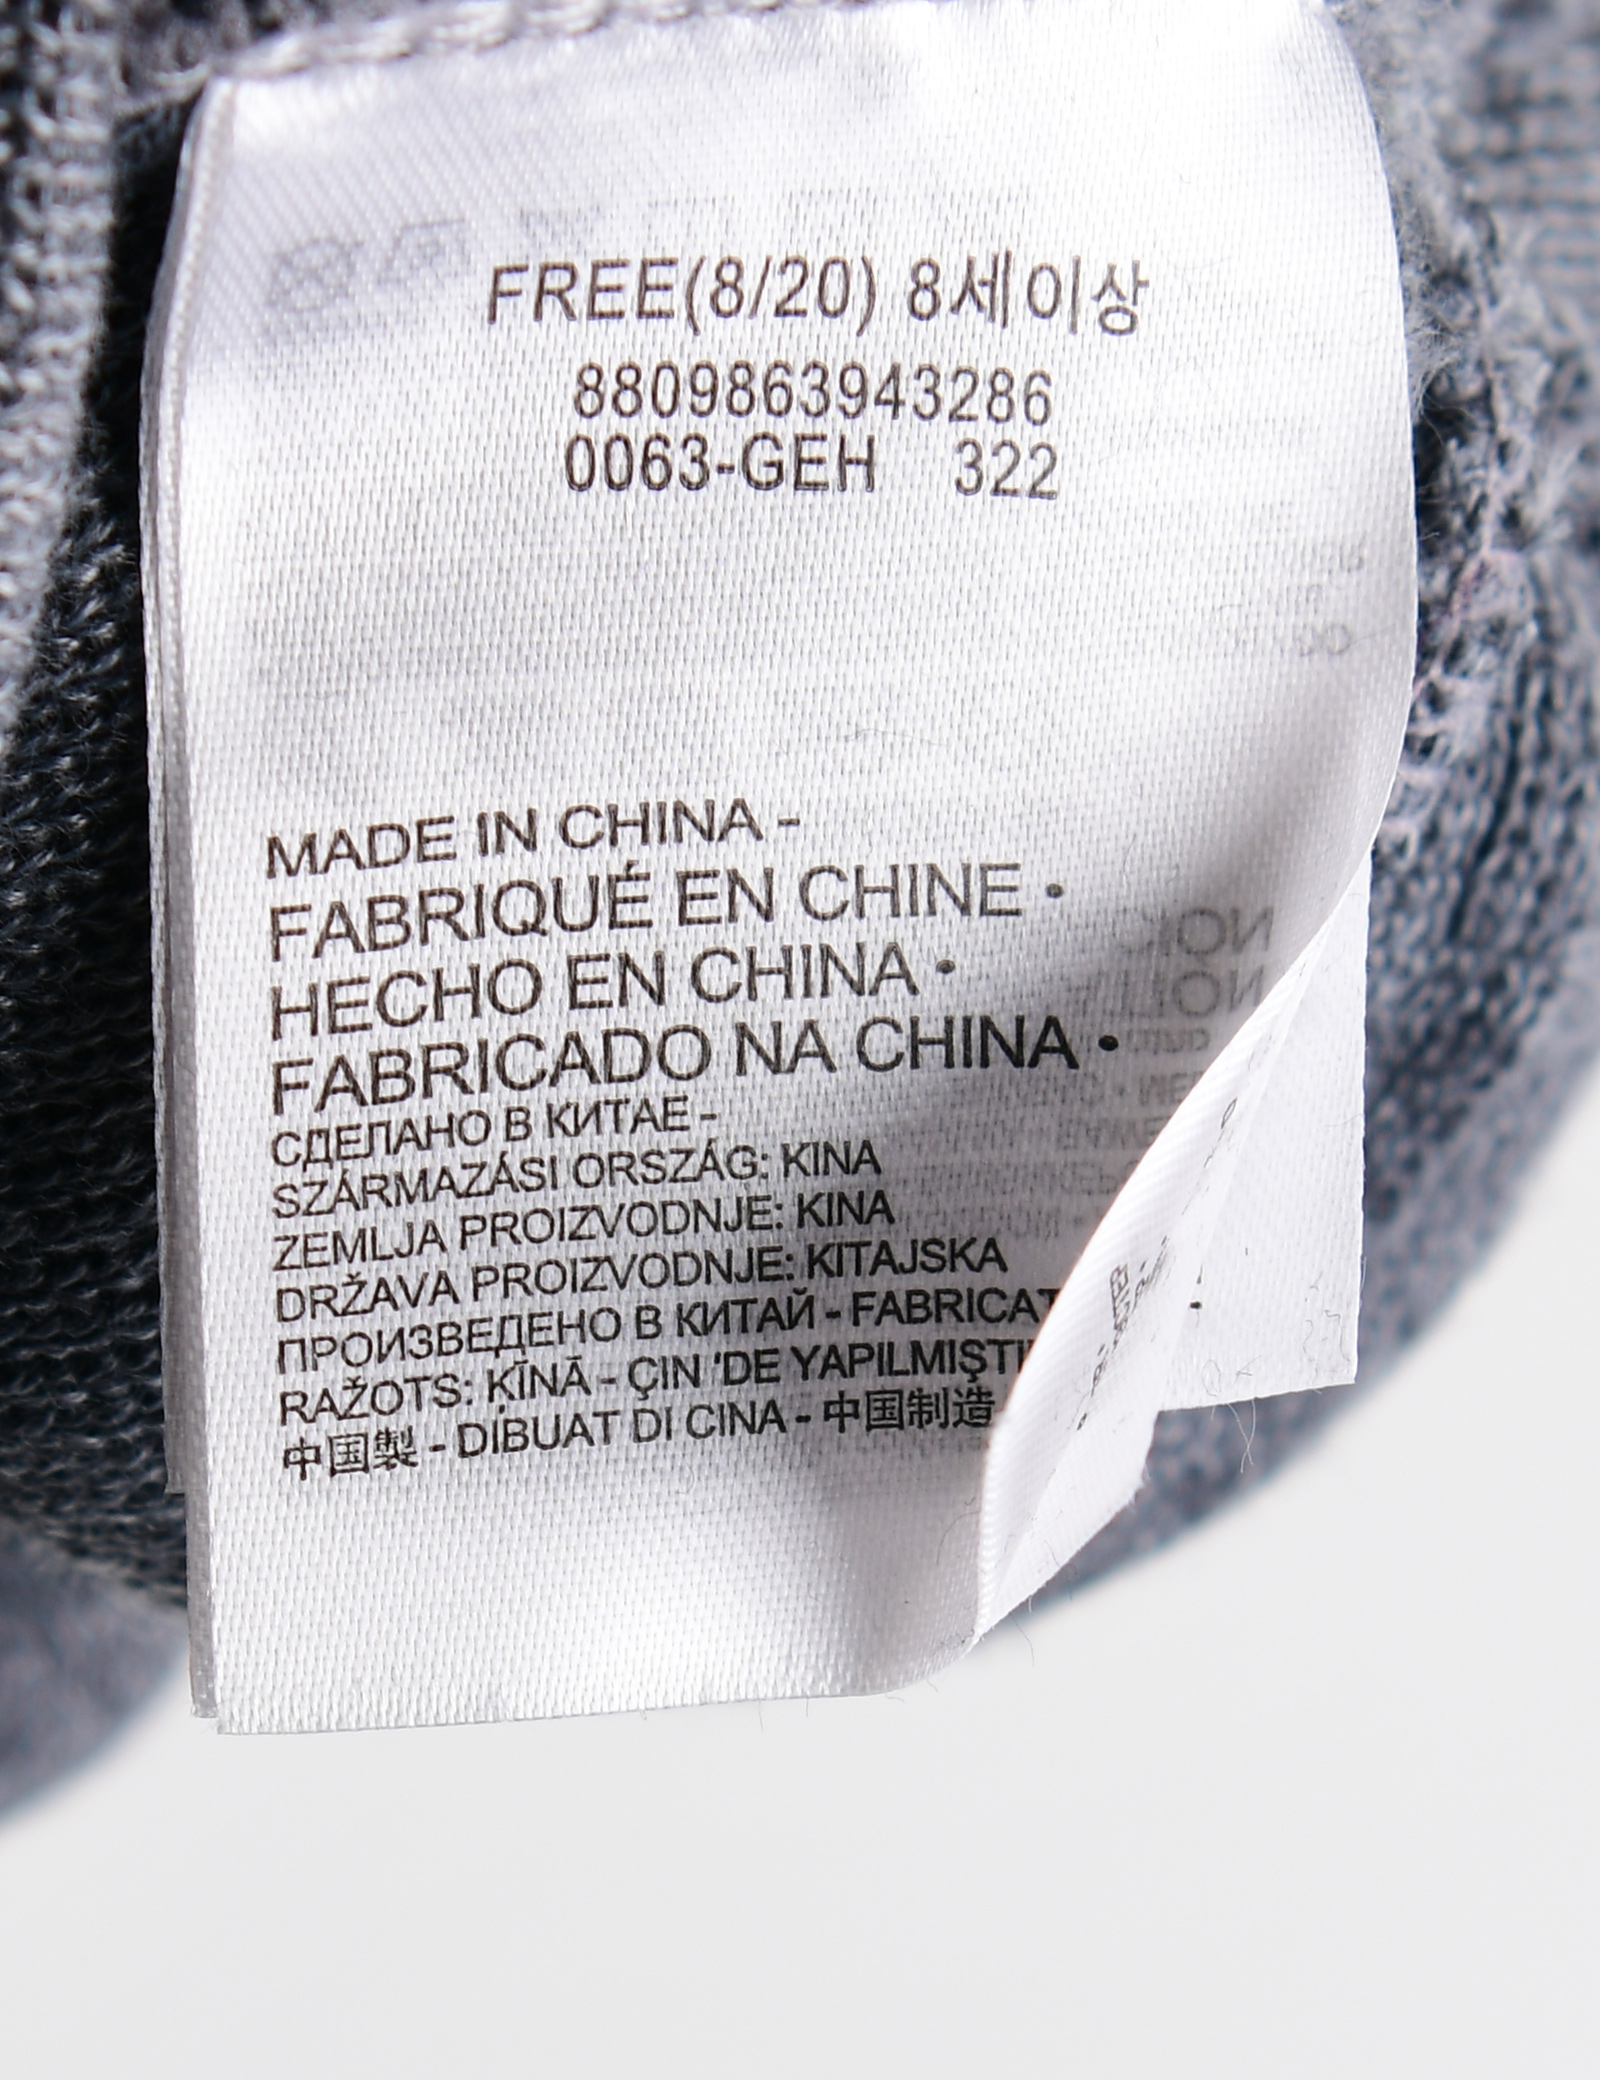 FREE(8/20) 8세이상
8809863943286
0063-GEH 322
MADE IN CHINA -
FABRIQUÉ EN CHINE •
HECHO EN CHINA •
FABRICADO NA CHINA •
СДЕЛАНО В КИТАЕ -
SZÁRMAZÁSI ORSZÁG: KINA
ZEMLJA PROIZVODNJE: KINA
DRŽAVA PROIZVODNJE: KITAJSKA
ПРОИЗВЕДЕНО В КИТАЙ - FABRICAT
RAŽOTS: ĶĪNĀ - ÇIN 'DE YAPILMIŞTI
中国製 - DIBUAT DI CINA - 中国制造